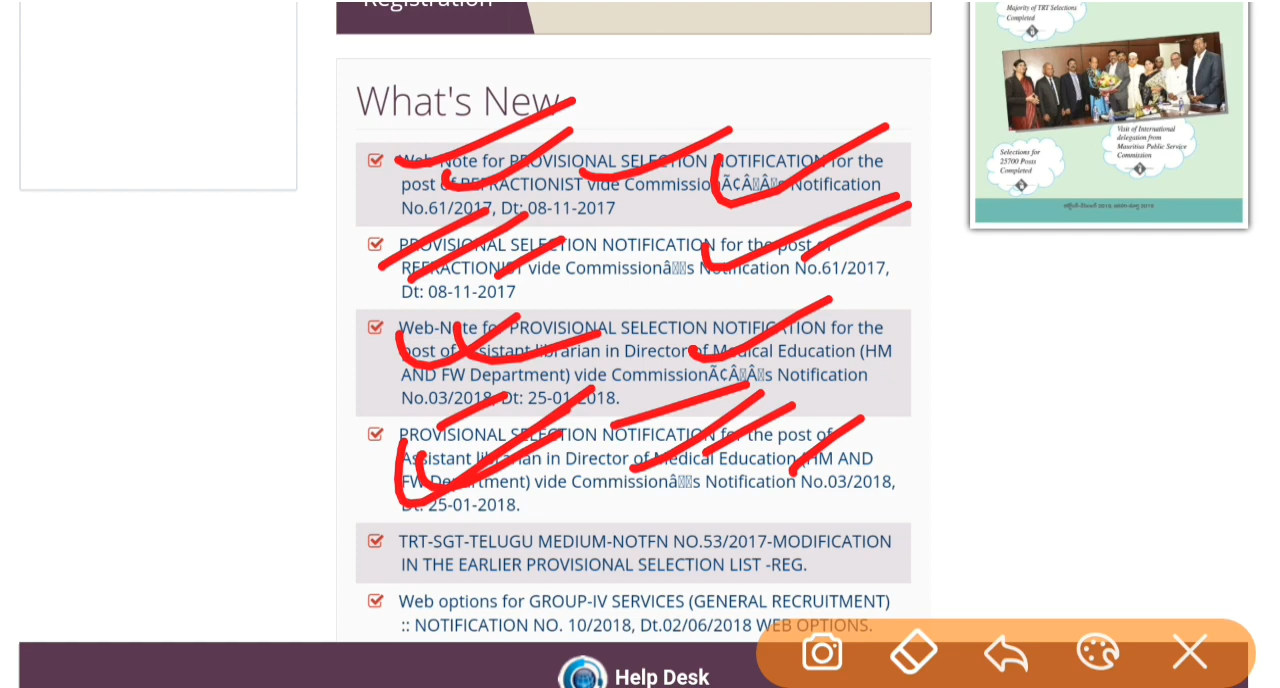 Registration
What's New
Web-Note for PROVISIONAL SELECTION NOTIFICATION for the
post of REFRACTIONIST vide CommissionÃ¢ÂÂs Notification
No.61/2017, Dt: 08-11-2017
PROVISIONAL SELECTION NOTIFICATION for the post of
REFRACTIONIST vide Commissionâs Notification No.61/2017,
Dt: 08-11-2017
Web-Note for PROVISIONAL SELECTION NOTIFICATION for the
post of Assistant librarian in Director of Medical Education (HM
AND FW Department) vide CommissionÃ¢ÂÂs Notification
No.03/2018, Dt: 25-01-2018.
PROVISIONAL SELECTION NOTIFICATION for the post of
Assistant librarian in Director of Medical Education (HM AND
FW Department) vide Commissionâs Notification No.03/2018,
Dt: 25-01-2018.
TRT-SGT-TELUGU MEDIUM-NOTFN NO.53/2017-MODIFICATION
IN THE EARLIER PROVISIONAL SELECTION LIST -REG.
Web options for GROUP-IV SERVICES (GENERAL RECRUITMENT)
:: NOTIFICATION NO. 10/2018, Dt.02/06/2018 WEB OPTIONS.
Help Desk
Majority of TRT Selections
Completed
Visit of International
delegation from
Mauritius Public Service
Commission
Selections for
25700 Posts
Completed